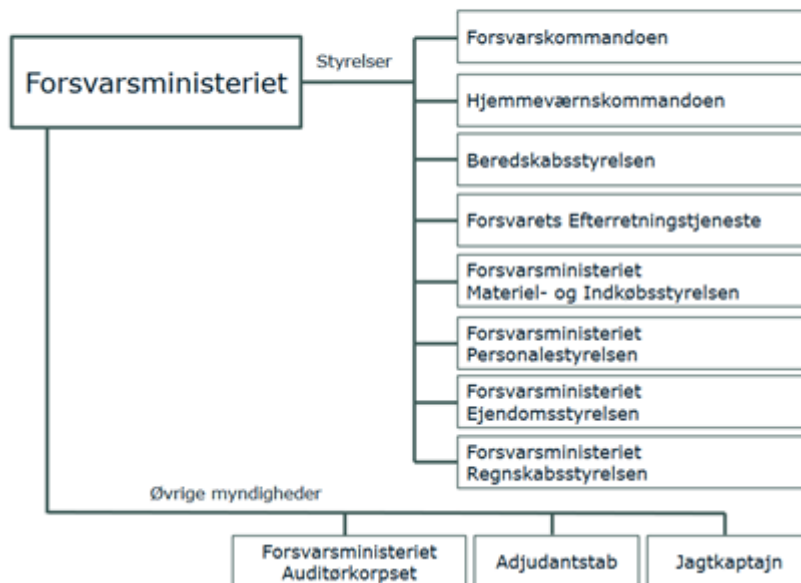 Forsvarsministeriet
Styrelser
Forsvarskommandoen
Hjemmeværnskommandoen
Beredskabsstyrelsen
Forsvarets Efterretningstjeneste
Forsvarsministeriet
Materiel- og Indkøbsstyrelsen
Forsvarsministeriet
Personalestyrelsen
Forsvarsministeriet
Ejendomsstyrelsen
Forsvarsministeriet
Regnskabsstyrelsen
Øvrige myndigheder
Forsvarsministeriet
Auditørkorpset
Adjudantstab
Jagtkaptajn